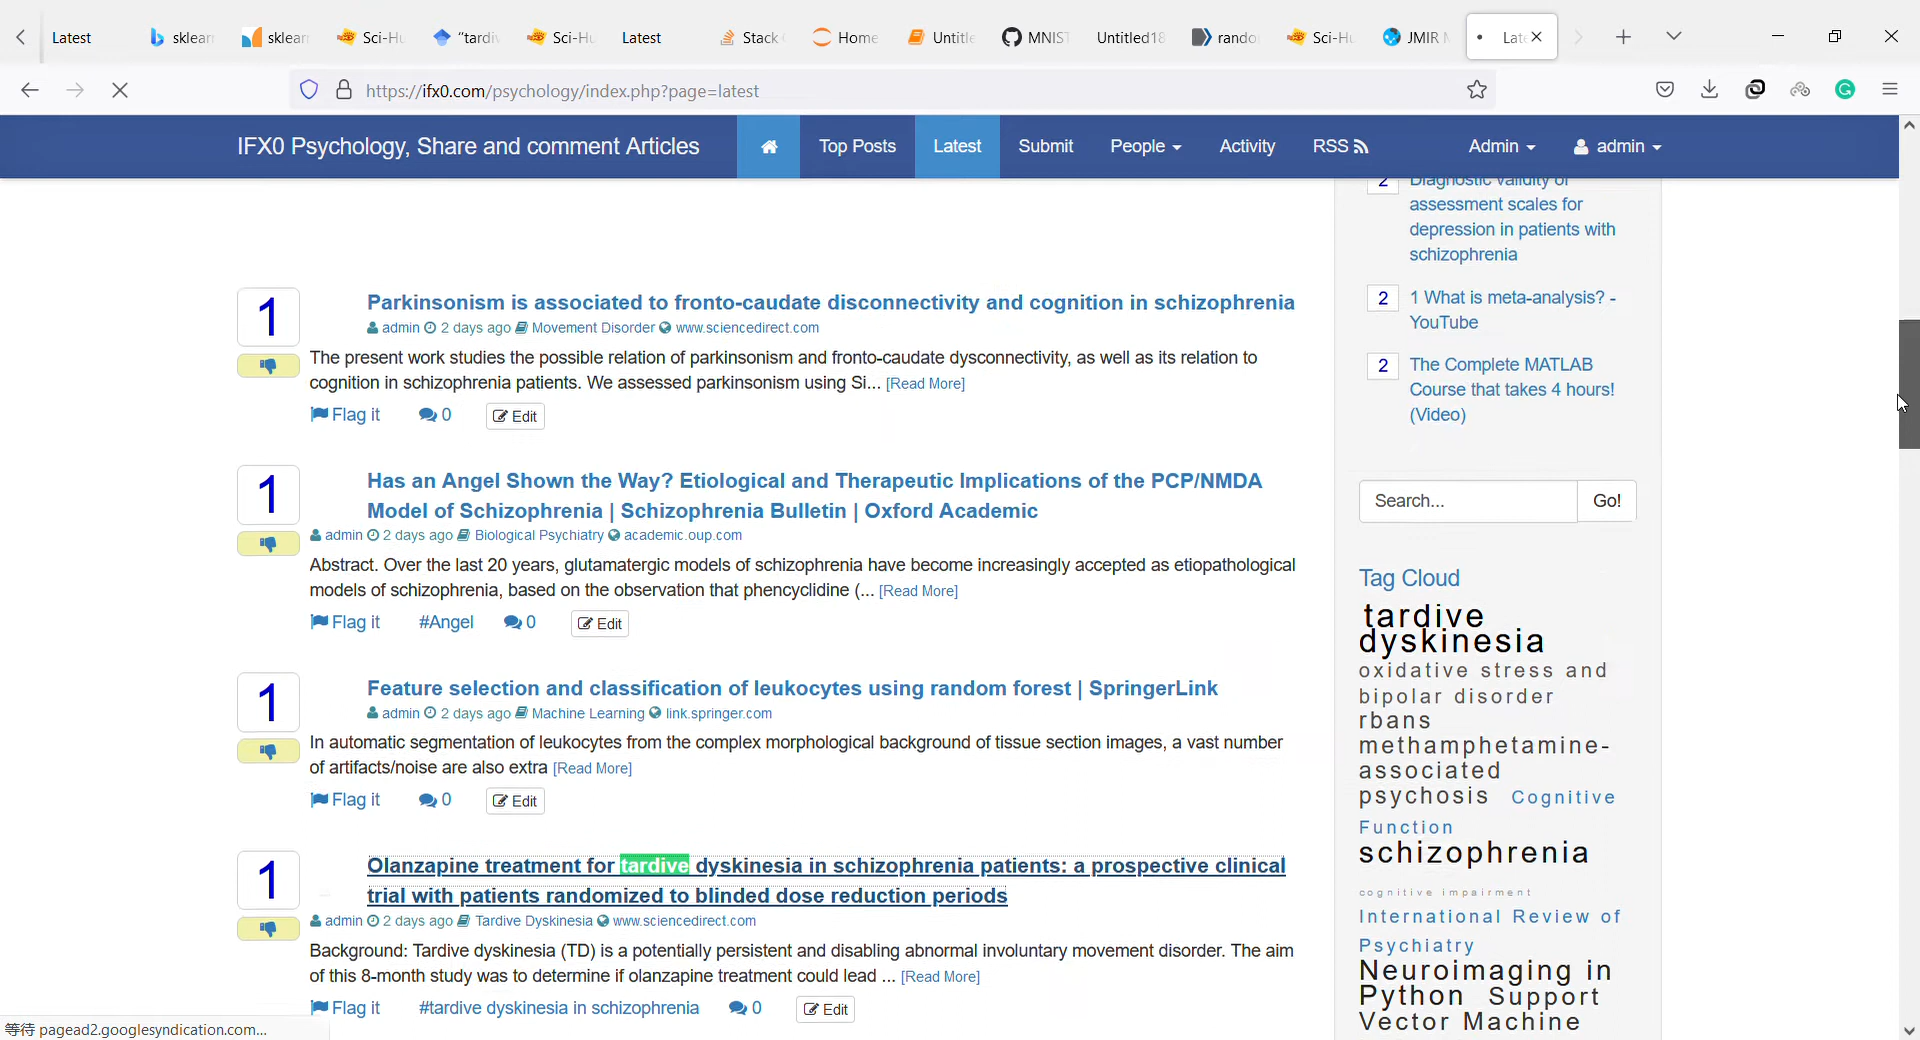 Latest
sklearn
sklear
Sci-Hu
"tardiv
Sci-Hu
Latest
Stack
Home
Untitle
MNIST
Untitled18
rando
Sci-Hu
JMIR M
Lat
https://ifx0.com/psychology/index.php?page=latest
IFX0 Psychology, Share and comment Articles
Top Posts
Latest
Submit
People
Activity
RSS
Admin
admin
1
Parkinsonism is associated to fronto-caudate disconnectivity and cognition in schizophrenia
admin 2 days ago Movement Disorder www.sciencedirect.com
The present work studies the possible relation of parkinsonism and fronto-caudate dysconnectivity, as well as its relation to
cognition in schizophrenia patients. We assessed parkinsonism using Si... [Read More]
Flag it 0 Edit
1
Has an Angel Shown the Way? Etiological and Therapeutic Implications of the PCP/NMDA
Model of Schizophrenia | Schizophrenia Bulletin | Oxford Academic
admin 2 days ago Biological Psychiatry academic.oup.com
Abstract. Over the last 20 years, glutamatergic models of schizophrenia have become increasingly accepted as etiopathological
models of schizophrenia, based on the observation that phencyclidine (... [Read More]
Flag it #Angel 0 Edit
1
Feature selection and classification of leukocytes using random forest | SpringerLink
admin 2 days ago Machine Learning link.springer.com
In automatic segmentation of leukocytes from the complex morphological background of tissue section images, a vast number
of artifacts/noise are also extra [Read More]
Flag it 0 Edit
1
Olanzapine treatment for tardive dyskinesia in schizophrenia patients: a prospective clinical
trial with patients randomized to blinded dose reduction periods
admin 2 days ago Tardive Dyskinesia www.sciencedirect.com
Background: Tardive dyskinesia (TD) is a potentially persistent and disabling abnormal involuntary movement disorder. The aim
of this 8-month study was to determine if olanzapine treatment could lead ... [Read More]
Flag it #tardive dyskinesia in schizophrenia 0 Edit
2 Diagnostic validity of
assessment scales for
depression in patients with
schizophrenia
2 1 What is meta-analysis? -
YouTube
2 The Complete MATLAB
Course that takes 4 hours!
(Video)
Search... Go!
Tag Cloud
tardive
dyskinesia
oxidative stress and
bipolar disorder
rbans
methamphetamine-
associated
psychosis Cognitive
Function
schizophrenia
cognitive impairment
International Review of
Psychiatry
Neuroimaging in
Python Support
Vector Machine
等待 pagead2.googlesyndication.com...